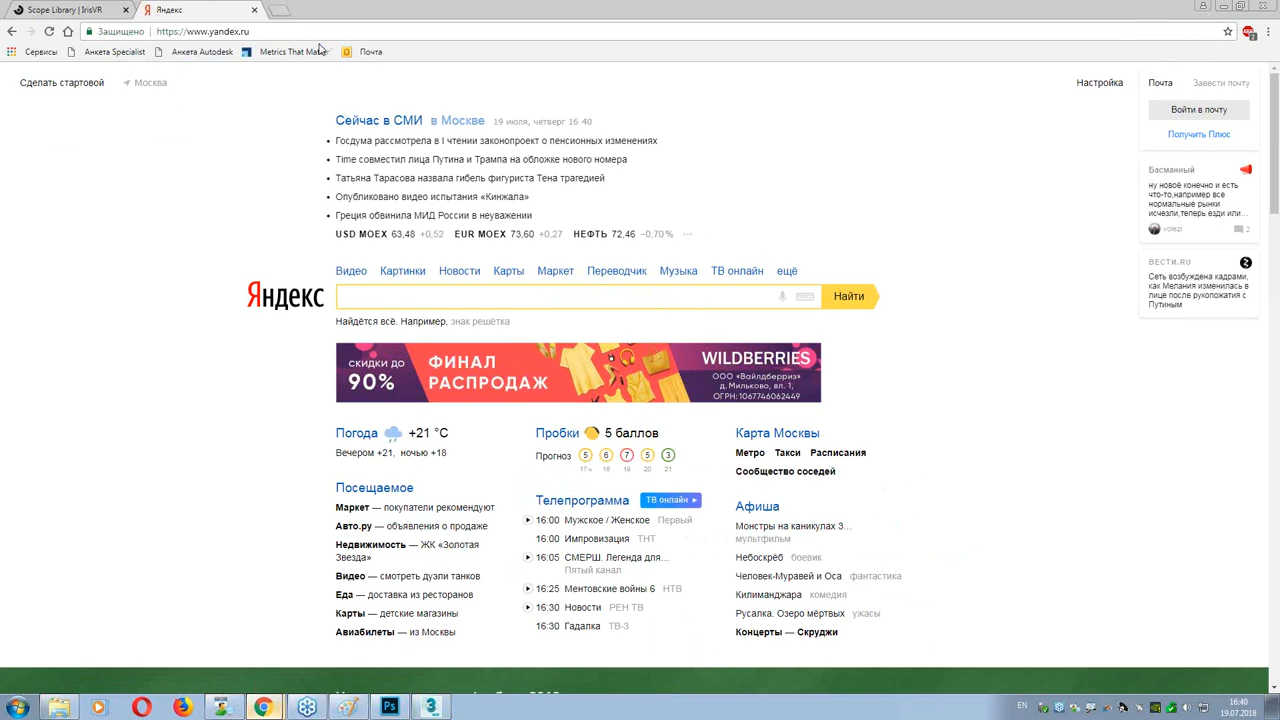 Scope Library | IrisVR
Яндекс
Защищено https://www.yandex.ru
Сервисы Анкета Specialist Анкета Autodesk Metrics That Matter Почта
Сделать стартовой Москва
Настройка
Почта Завести почту
Войти в почту
Получить Плюс
Сейчас в СМИ в Москве 19 июля, четверг 16 40
Госдума рассмотрела в I чтении законопроект о пенсионных изменениях
Time совместил лица Путина и Трампа на обложке нового номера
Татьяна Тарасова назвала гибель фигуриста Тена трагедией
Опубликовано видео испытания «Кинжала»
Греция обвинила МИД России в неуважении
USD MOEX 63,48 +0,52 EUR MOEX 73,60 +0,27 НЕФТЬ 72,46 −0,70%
Басманный
ну новоё конечно и есть
что-то,например все
нормальные рынки
исчезли,теперь езди или...
volezi 2
ВЕСТИ.RU
Сеть возбуждена кадрами,
как Мелания изменилась в
лице после рукопожатия с
Путиным
Видео Картинки Новости Карты Маркет Переводчик Музыка ТВ онлайн ещё
Яндекс
Найти
Найдётся всё. Например, знак решётка
СКИДКИ ДО
90%
ФИНАЛ
РАСПРОДАЖ
WILDBERRIES
ООО «Вайлдберриз»
д. Мильково, вл. 1,
ОГРН:1067746062449
Погода +21 °C
Вечером +21, ночью +18
Пробки 5 баллов
Прогноз 5 6 7 5 3
17 ч 18 19 20 21
Карта Москвы
Метро Такси Расписания
Сообщество соседей
Посещаемое
Маркет — покупатели рекомендуют
Авто.ру — объявления о продаже
Недвижимость — ЖК «Золотая
Звезда»
Видео — смотреть дуэли танков
Еда — доставка из ресторанов
Карты — детские магазины
Авиабилеты — из Москвы
Телепрограмма ТВ онлайн
16:00 Мужское / Женское Первый
16:00 Импровизация ТНТ
16:05 СМЕРШ. Легенда для...
Пятый канал
16:25 Ментовские войны 6 НТВ
16:30 Новости РЕН ТВ
16:30 Гадалка ТВ-3
Афиша
Монстры на каникулах 3...
мультфильм
Небоскрёб боевик
Человек-Муравей и Оса фантастика
Килиманджара комедия
Русалка. Озеро мёртвых ужасы
Концерты — Скруджи
Ps
3
EN
16:40
19.07.2018